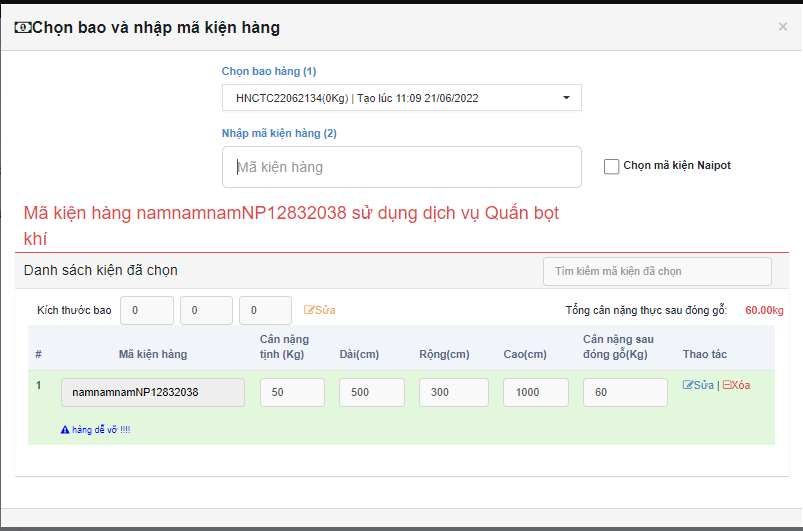 Chọn bao và nhập mã kiện hàng
×
Chọn bao hàng (1)
HNCTC22062134(0Kg) | Tạo lúc 11:09 21/06/2022
Nhập mã kiện hàng (2)
Mã kiện hàng
Chọn mã kiện Naipot
Mã kiện hàng namnamnamNP12832038 sử dụng dịch vụ Quấn bọt
khí
Danh sách kiện đã chọn
Tìm kiếm mã kiện đã chọn
Kích thước bao 0 0 0 Sửa
Tổng cân nặng thực sau đóng gỗ: 60.00kg
# Mã kiện hàng Cân nặng tịnh (Kg) Dài(cm) Rộng(cm) Cao(cm) Cân nặng sau đóng gỗ(Kg) Thao tác
1 namnamnamNP12832038 50 500 300 1000 60 Sửa | Xóa
hàng dễ vỡ !!!!